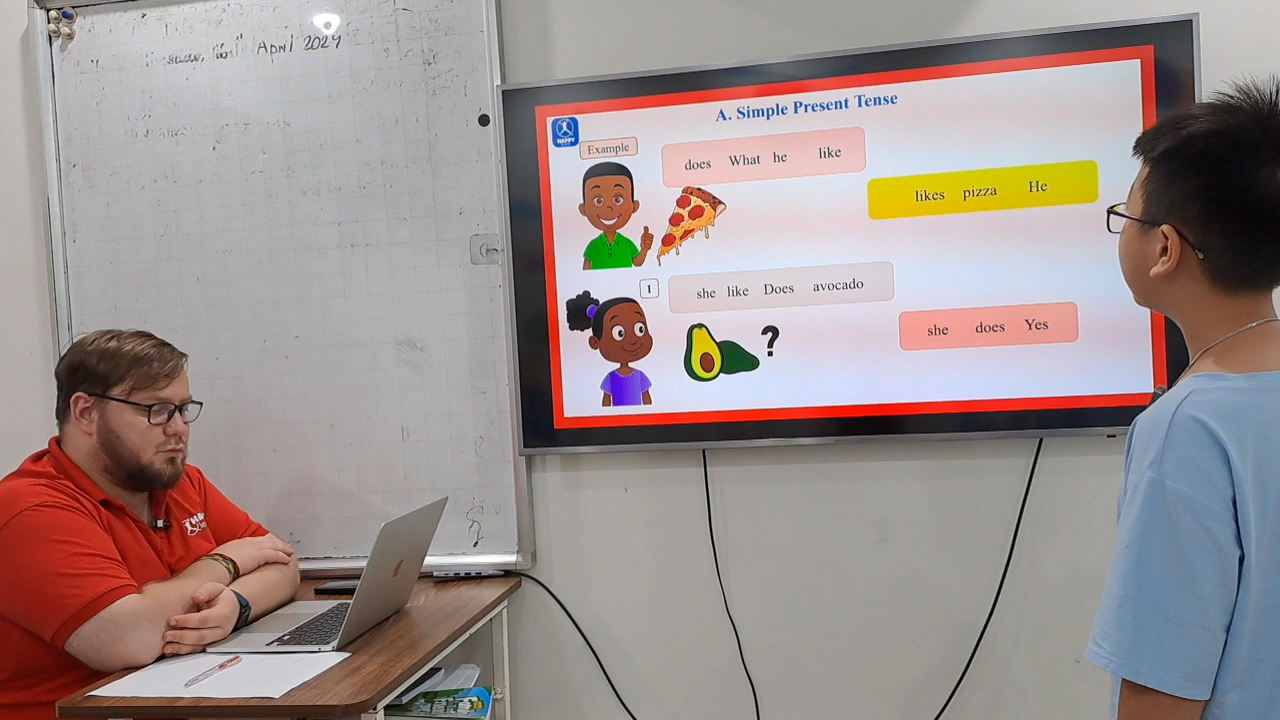 April 2024
A. Simple Present Tense
HAPPY
Example
does What he like
likes pizza He
1
she like Does avocado
?
she does Yes